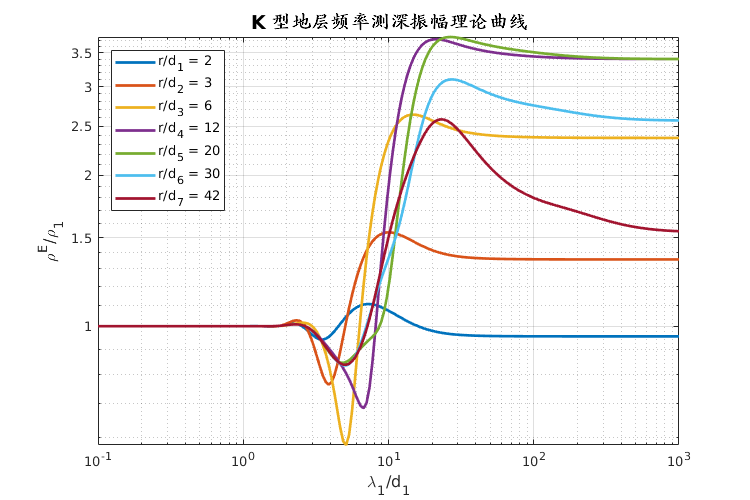 K 型地层频率测深振幅理论曲线
r/d₁ = 2
r/d₂ = 3
r/d₃ = 6
r/d₄ = 12
r/d₅ = 20
r/d₆ = 30
r/d₇ = 42
3.5
3
2.5
2
1.5
1
ρᴱ/ρ₁
10⁻¹ 10⁰ 10¹ 10² 10³
λ₁/d₁